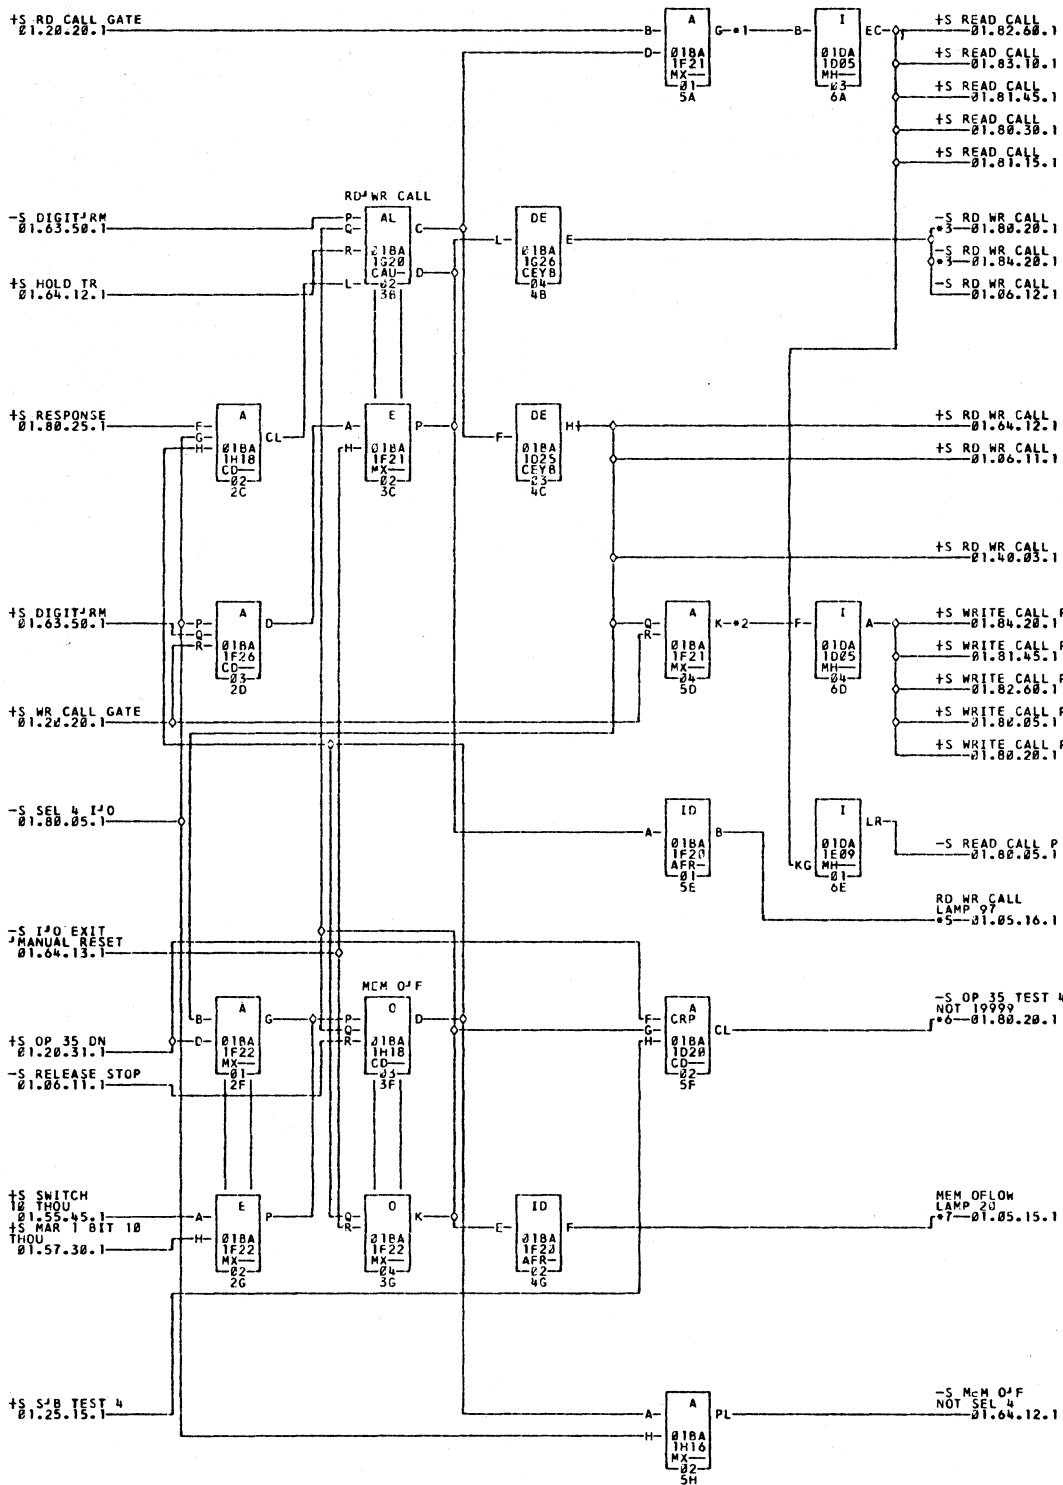 +S RD CALL GATE
01.20.20.1
B
D
A
01BA
1F21
MX
01
5A
G *1
B
I
01DA
1D05
MH
03
6A
EC
+S READ CALL
01.82.60.1
+S READ CALL
01.83.10.1
+S READ CALL
01.81.45.1
+S READ CALL
01.80.30.1
+S READ CALL
01.81.15.1
-S DIGIT'RM
01.63.50.1
+S HOLD TR
01.64.12.1
RD'WR CALL
P
Q
R
L
AL
01BA
1G20
CAU
02
3B
C
D
L
DE
01BA
1G26
CEYB
04
4B
E
-S RD WR CALL
*3 01.80.20.1
-S RD WR CALL
*3 01.84.20.1
-S RD WR CALL
01.06.12.1
+S RESPONSE
01.80.25.1
F
G
H
A
01BA
1H18
CD
02
2C
CL
A
H
E
01BA
1F21
MX
02
3C
P
F
DE
01BA
1D25
CEYB
03
4C
H
+S RD WR CALL
01.64.12.1
+S RD WR CALL
01.06.11.1
+S RD WR CALL
01.40.03.1
+S DIGIT'RM
01.63.50.1
P
Q
R
A
01BA
1F26
CD
03
2D
D
Q
R
A
01BA
1F21
MX
04
5D
K *2
F
I
01DA
1D05
MH
04
6D
A
+S WRITE CALL P
01.84.20.1
+S WRITE CALL P
01.81.45.1
+S WRITE CALL P
01.82.60.1
+S WRITE CALL P
01.80.05.1
+S WRITE CALL P
01.80.20.1
+S WR CALL GATE
01.20.20.1
-S SEL 4 I'O
01.80.05.1
A
ID
01BA
1F20
AFR
01
5E
B
KG
I
01DA
1E09
MH
01
6E
LR
-S READ CALL P
01.80.05.1
RD WR CALL
LAMP 97
*5 01.05.16.1
-S I'O EXIT
'MANUAL RESET
01.64.13.1
B
D
A
01BA
1F22
MX
01
2F
G
MEM O'F
P
Q
R
O
01BA
1H18
CD
03
3F
D
F
G
H
A
CRP
01BA
1D20
CD
02
5F
CL
-S OP 35 TEST 4
NOT 19999
*6 01.80.20.1
+S OP 35 DN
01.20.31.1
-S RELEASE STOP
01.06.11.1
+S SWITCH
10 THOU
01.55.45.1
+S MAR 1 BIT 10
THOU
01.57.30.1
A
H
E
01BA
1F22
MX
02
2G
P
Q
R
O
01BA
1F22
MX
04
3G
K
E
ID
01BA
1F20
AFR
02
4G
F
MEM OFLOW
LAMP 20
*7 01.05.15.1
+S S'B TEST 4
01.25.15.1
A
H
A
01BA
1H16
MX
02
5H
PL
-S MEM O'F
NOT SEL 4
01.64.12.1